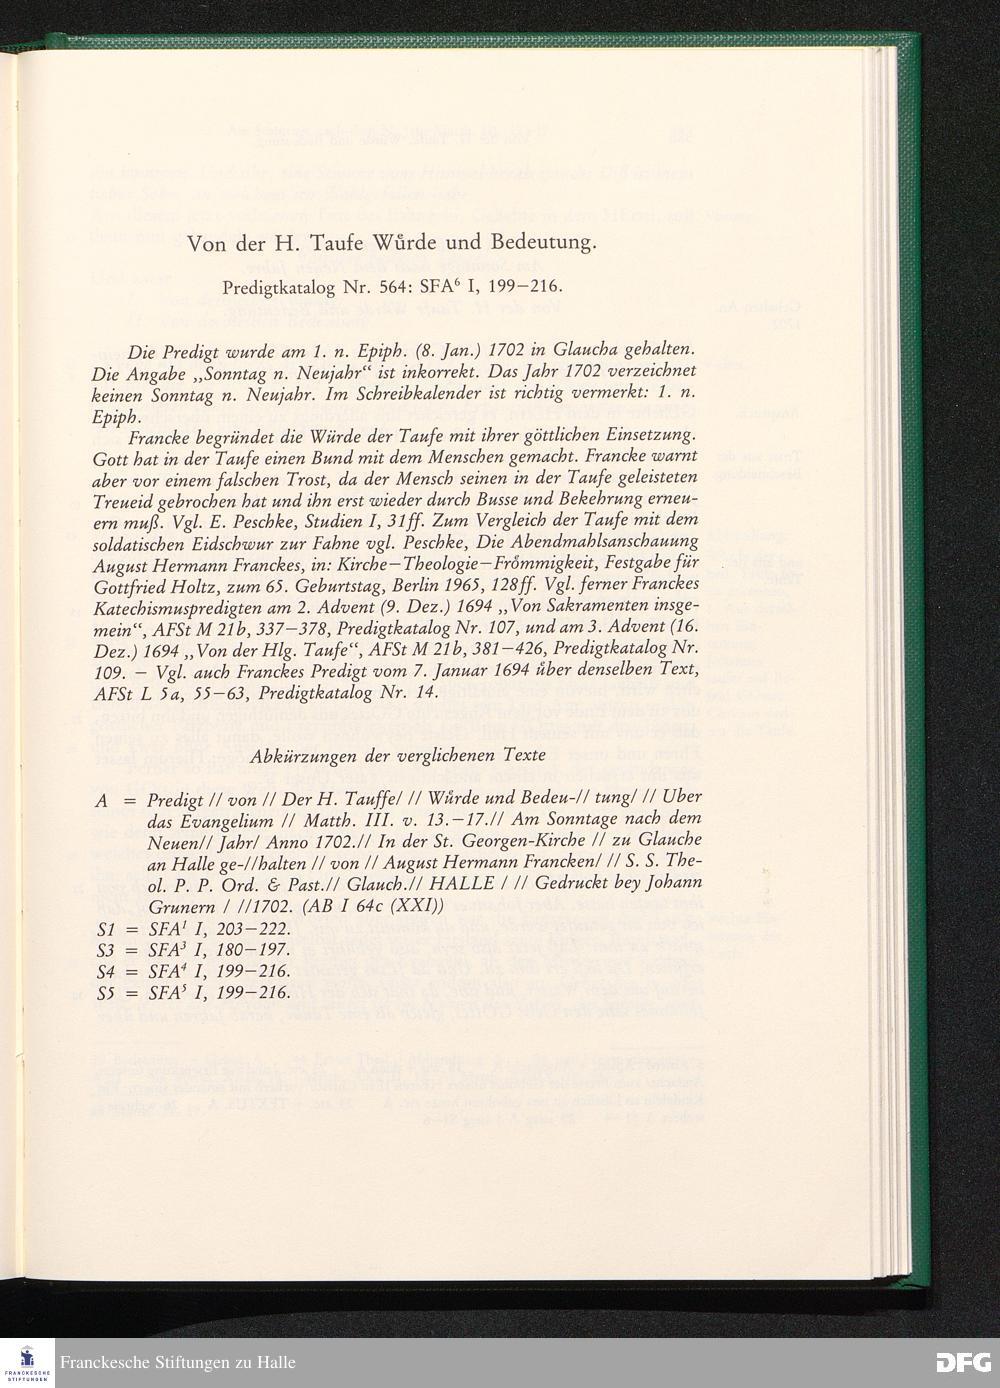 Von der H. Taufe Wůrde und Bedeutung.
Predigtkatalog Nr. 564: SFA⁶ I, 199–216.
Die Predigt wurde am 1. n. Epiph. (8. Jan.) 1702 in Glaucha gehalten.
Die Angabe „Sonntag n. Neujahr“ ist inkorrekt. Das Jahr 1702 verzeichnet
keinen Sonntag n. Neujahr. Im Schreibkalender ist richtig vermerkt: 1. n.
Epiph.
Francke begründet die Würde der Taufe mit ihrer göttlichen Einsetzung.
Gott hat in der Taufe einen Bund mit dem Menschen gemacht. Francke warnt
aber vor einem falschen Trost, da der Mensch seinen in der Taufe geleisteten
Treueid gebrochen hat und ihn erst wieder durch Busse und Bekehrung erneu-
ern muß. Vgl. E. Peschke, Studien I, 31ff. Zum Vergleich der Taufe mit dem
soldatischen Eidschwur zur Fahne vgl. Peschke, Die Abendmahlsanschauung
August Hermann Franckes, in: Kirche–Theologie–Frömmigkeit, Festgabe für
Gottfried Holtz, zum 65. Geburtstag, Berlin 1965, 128ff. Vgl. ferner Franckes
Katechismuspredigten am 2. Advent (9. Dez.) 1694 „Von Sakramenten insge-
mein“, AFSt M 21b, 337–378, Predigtkatalog Nr. 107, und am 3. Advent (16.
Dez.) 1694 „Von der Hlg. Taufe“, AFSt M 21b, 381–426, Predigtkatalog Nr.
109. – Vgl. auch Franckes Predigt vom 7. Januar 1694 über denselben Text,
AFSt L 5a, 55–63, Predigtkatalog Nr. 14.
Abkürzungen der verglichenen Texte
A = Predigt // von // Der H. Tauffe/ // Wůrde und Bedeu-// tung/ // Uber
das Evangelium // Matth. III. v. 13.–17.// Am Sonntage nach dem
Neuen// Jahr/ Anno 1702.// In der St. Georgen-Kirche // zu Glauche
an Halle ge-//halten // von // August Hermann Francken/ // S. S. The-
ol. P. P. Ord. & Past.// Glauch.// HALLE / // Gedruckt bey Johann
Grunern / //1702. (AB I 64c (XXI))
S1 = SFA¹ I, 203–222.
S3 = SFA³ I, 180–197.
S4 = SFA⁴ I, 199–216.
S5 = SFA⁵ I, 199–216.
FRANCKESCHE
STIFTUNGEN
Franckesche Stiftungen zu Halle
DFG